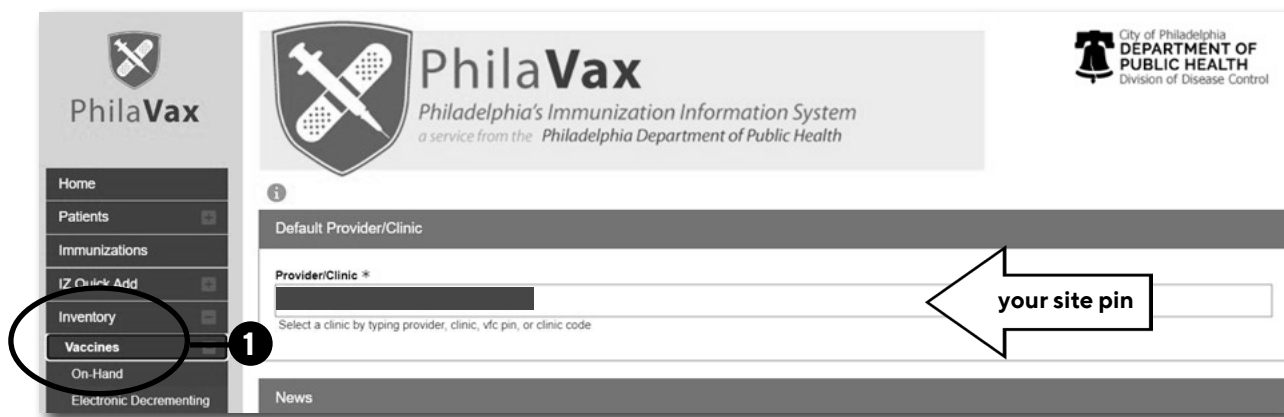 PhilaVax
Home
Patients
Immunizations
IZ Quick Add
Inventory
Vaccines
On-Hand
Electronic Decrementing
1
PhilaVax
Philadelphia's Immunization Information System
a service from the Philadelphia Department of Public Health
City of Philadelphia
DEPARTMENT OF
PUBLIC HEALTH
Division of Disease Control
i
Default Provider/Clinic
Provider/Clinic *
your site pin
Select a clinic by typing provider, clinic, vfc pin, or clinic code
News